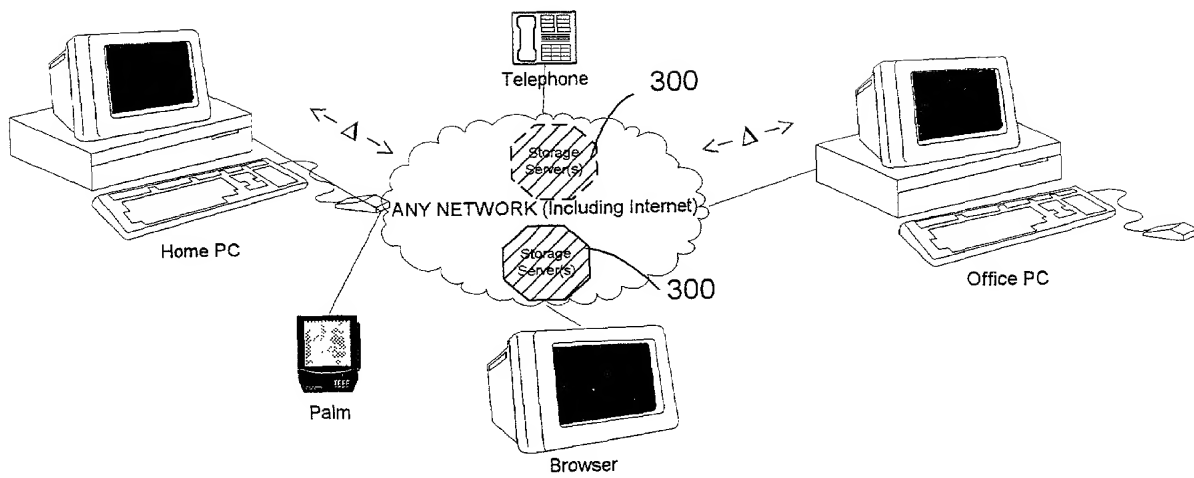 Telephone
300
Δ
Δ
Storage
Server(s)
ANY NETWORK (Including Internet)
Home PC
Storage
Server(s)
300
Office PC
Palm
Browser